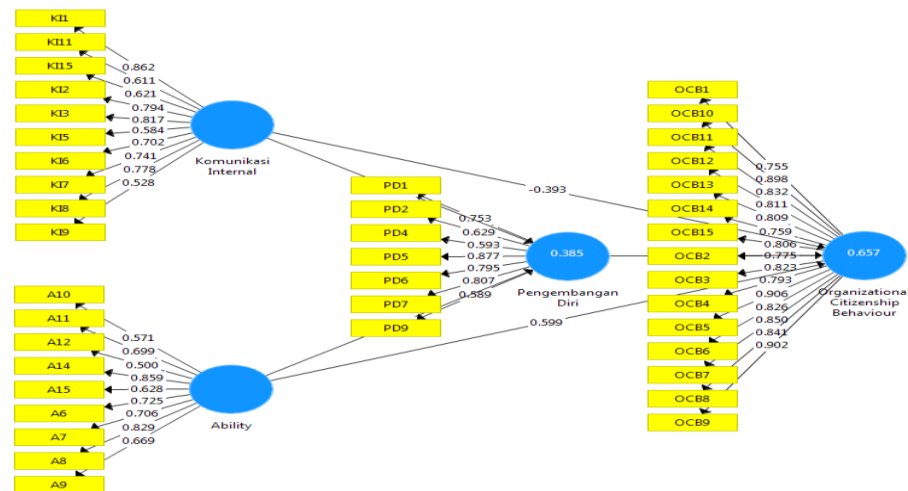 KI1
KI11
KI15
KI2
KI3
KI5
KI6
KI7
KI8
KI9
0.862
0.611
0.621
0.794
0.817
0.584
0.702
0.741
0.778
0.528
Komunikasi
Internal
A10
A11
A12
A14
A15
A6
A7
A8
A9
0.571
0.699
0.500
0.859
0.628
0.725
0.706
0.829
0.669
Ability
PD1
PD2
PD4
PD5
PD6
PD7
PD9
0.753
0.629
0.593
0.877
0.795
0.807
0.589
0.385
Pengembangan
Diri
-0.393
0.599
OCB1
OCB10
OCB11
OCB12
OCB13
OCB14
OCB15
OCB2
OCB3
OCB4
OCB5
OCB6
OCB7
OCB8
OCB9
0.755
0.898
0.832
0.811
0.809
0.759
0.806
0.775
0.823
0.793
0.906
0.826
0.850
0.841
0.902
0.657
Organizationa
Citizenship
Behaviour